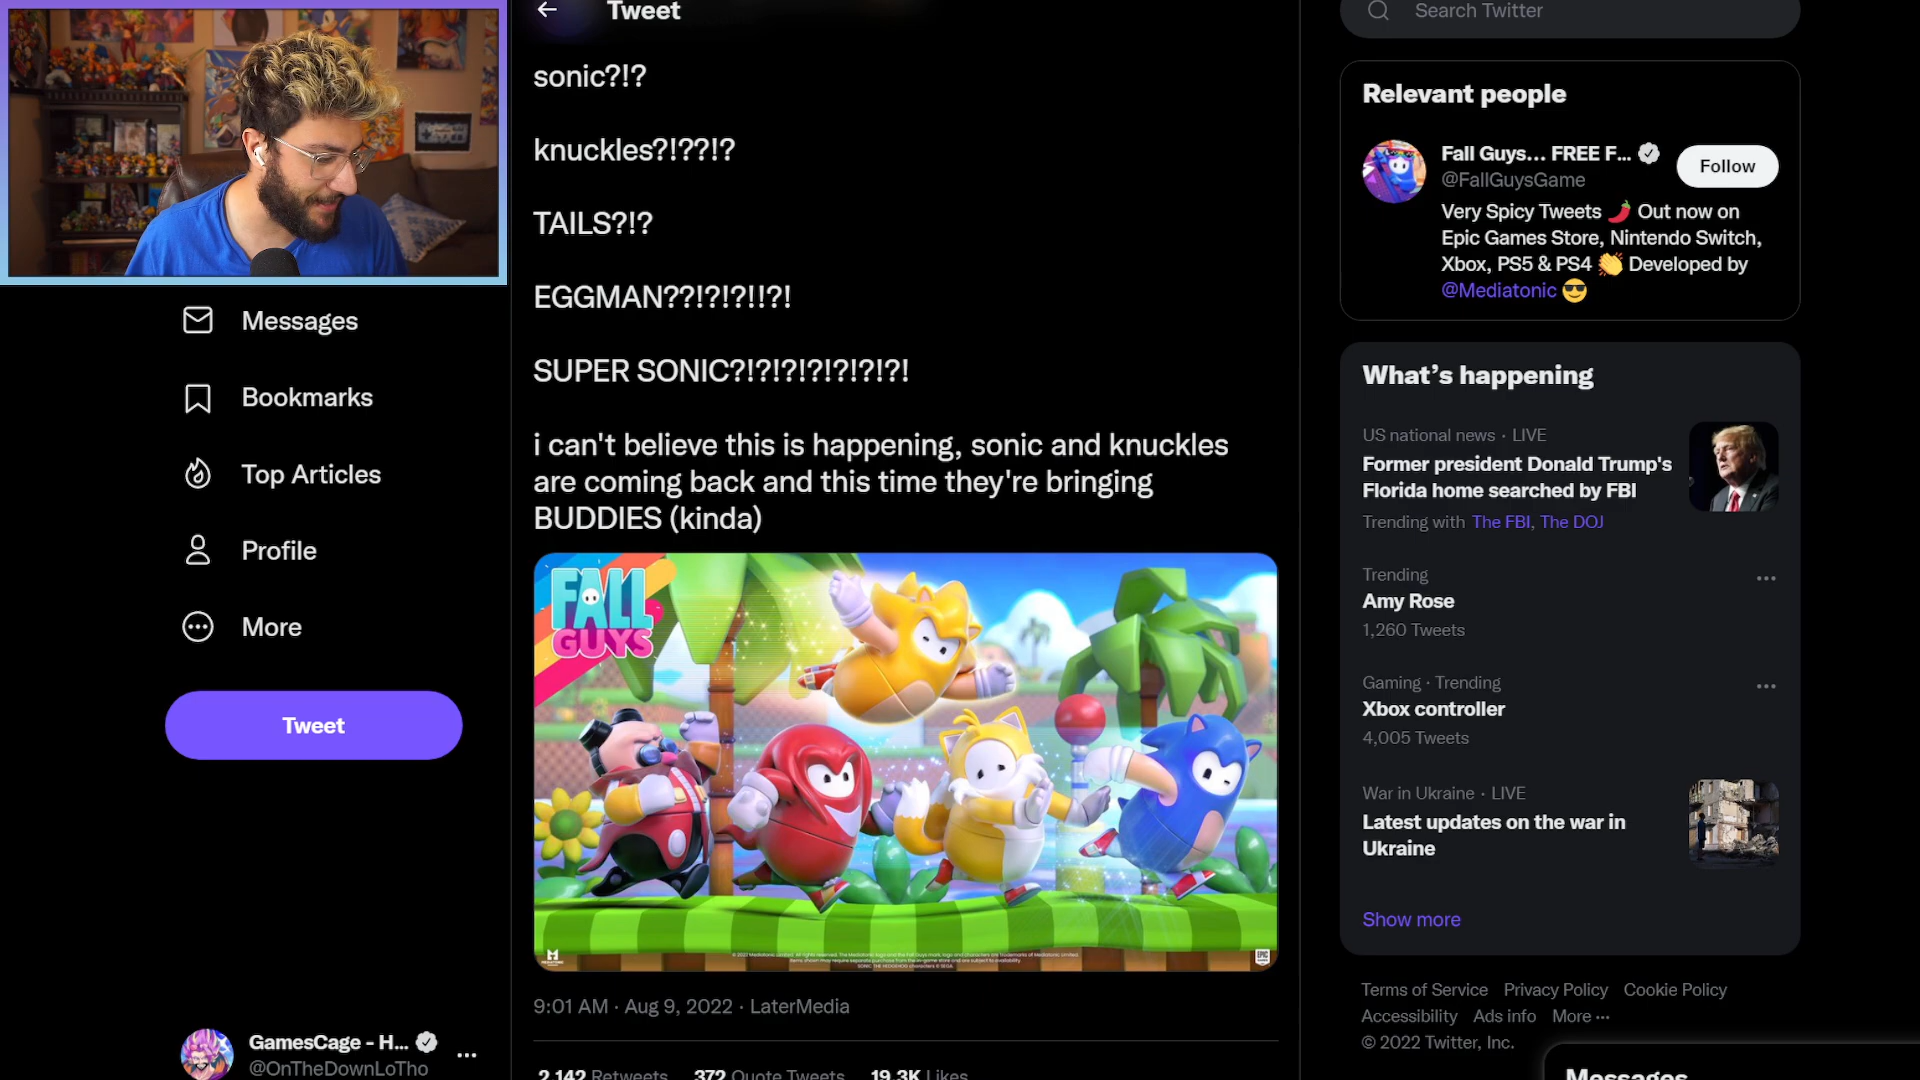 Tweet
Search Twitter
sonic?!?
knuckles?!??!?
TAILS?!?
EGGMAN??!?!?!!?!
SUPER SONIC?!?!?!?!?!?!?!
i can't believe this is happening, sonic and knuckles
are coming back and this time they're bringing
BUDDIES (kinda)
FALL
GUYS
EPIC
9:01 AM · Aug 9, 2022 · LaterMedia
2,142 Retweets 372 Quote Tweets 19.3K Likes
Messages
Bookmarks
Top Articles
Profile
More
Tweet
GamesCage - H...
@OnTheDownLoTho
Relevant people
Fall Guys... FREE F...
@FallGuysGame
Follow
Very Spicy Tweets 🌶️ Out now on
Epic Games Store, Nintendo Switch,
Xbox, PS5 & PS4 👏 Developed by
@Mediatonic 😎
What's happening
US national news · LIVE
Former president Donald Trump's
Florida home searched by FBI
Trending with The FBI, The DOJ
Trending
Amy Rose
1,260 Tweets
Gaming · Trending
Xbox controller
4,005 Tweets
War in Ukraine · LIVE
Latest updates on the war in
Ukraine
Show more
Terms of Service Privacy Policy Cookie Policy
Accessibility Ads info More ···
© 2022 Twitter, Inc.
Messages